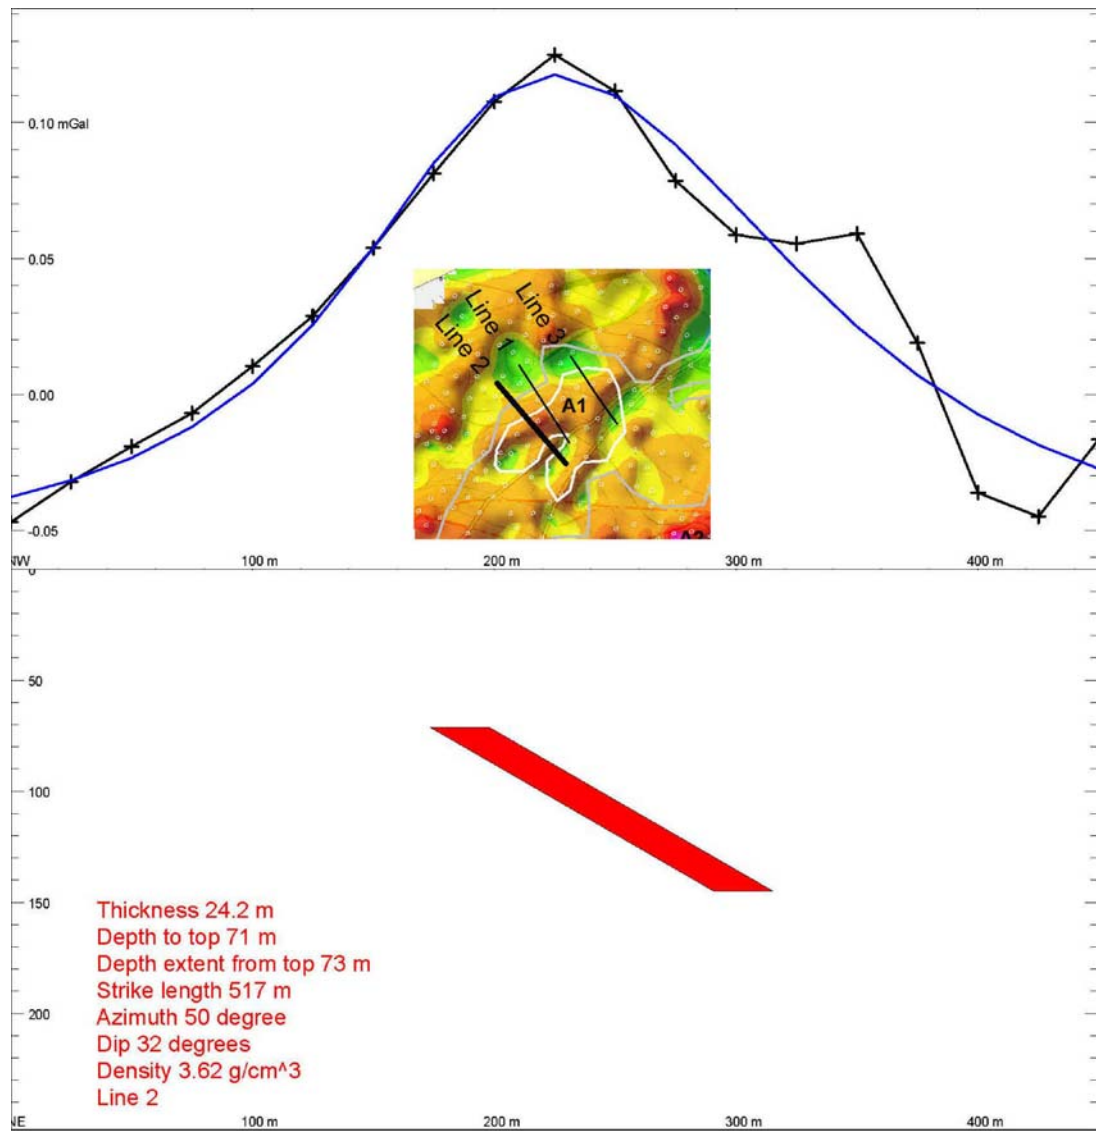 0.10 mGal
0.05
0.00
-0.05
NW
100 m
200 m
300 m
400 m
Line 1
Line 3
Line 2
A1
A2
0
50
100
150
200
Thickness 24.2 m
Depth to top 71 m
Depth extent from top 73 m
Strike length 517 m
Azimuth 50 degree
Dip 32 degrees
Density 3.62 g/cm^3
Line 2
NE
100 m
200 m
300 m
400 m